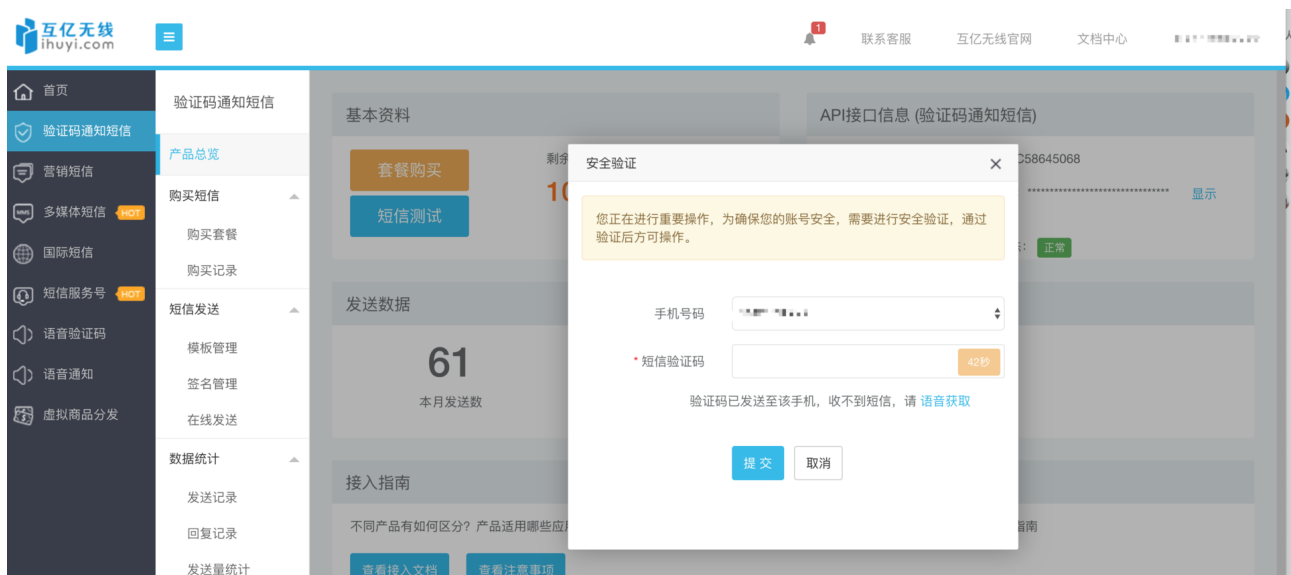 互亿无线
ihuyi.com
1
联系客服
互亿无线官网
文档中心
首页
验证码通知短信
营销短信
多媒体短信 HOT
国际短信
短信服务号 HOT
语音验证码
语音通知
虚拟商品分发
验证码通知短信
产品总览
购买短信
购买套餐
购买记录
短信发送
模板管理
签名管理
在线发送
数据统计
发送记录
回复记录
发送量统计
基本资料
套餐购买
短信测试
剩余
10
API接口信息 (验证码通知短信)
C58645068
******************************** 显示
正常
发送数据
61
本月发送数
接入指南
不同产品有如何区分？产品适用哪些应
指南
查看接入文档
查看注意事项
安全验证
您正在进行重要操作，为确保您的账号安全，需要进行安全验证，通过
验证后方可操作。
手机号码
* 短信验证码
42秒
验证码已发送至该手机，收不到短信，请 语音获取
提 交
取消